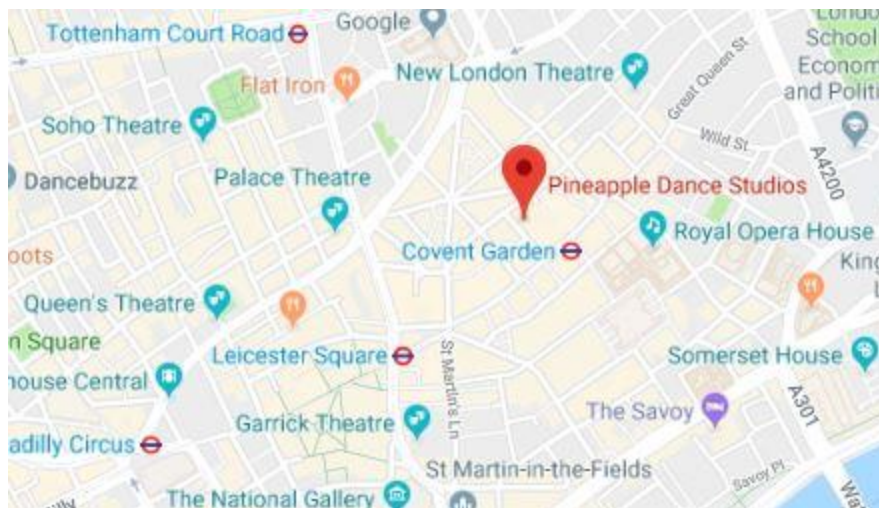 Tottenham Court Road
Google
School
Econom
and Politi
New London Theatre
Great Queen St
Flat Iron
Soho Theatre
Wild St
A4200
Dancebuzz
Palace Theatre
Pineapple Dance Studios
Royal Opera House
Covent Garden
oots
King
Queen's Theatre
n Square
Leicester Square
St Martin's Ln
Somerset House
house Central
The Savoy
A301
Garrick Theatre
adilly Circus
St Martin-in-the-Fields
Savoy Pl
The National Gallery